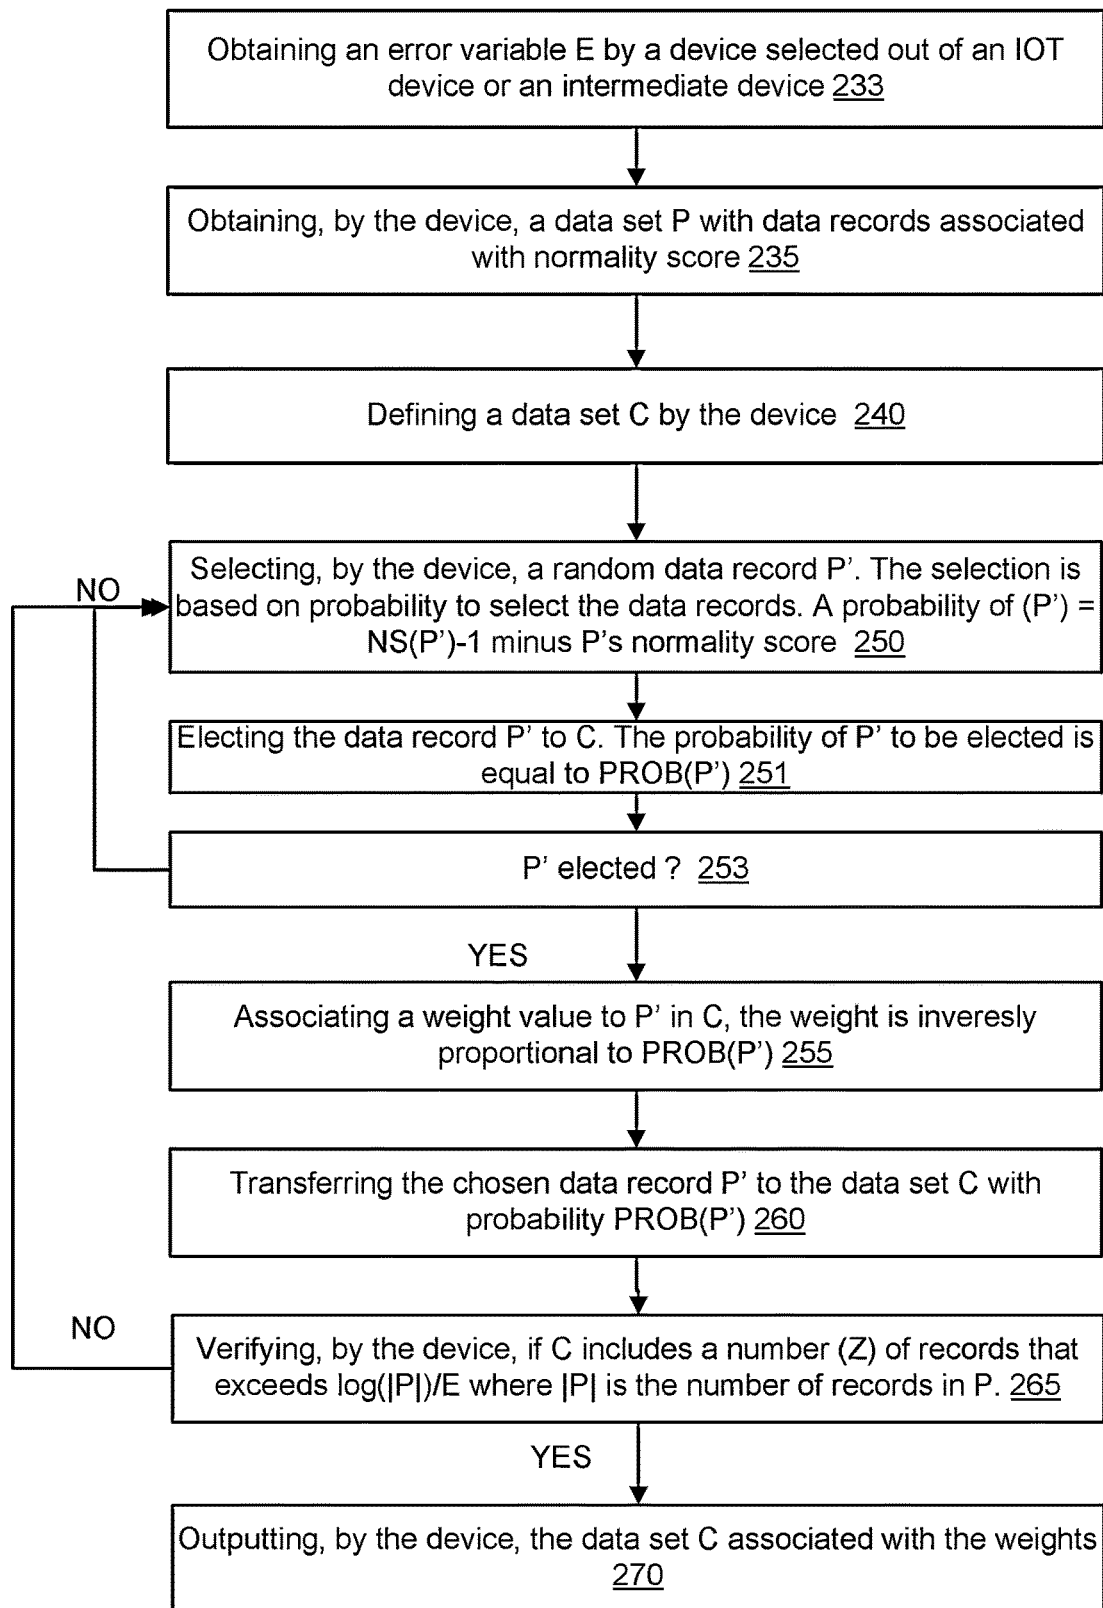 Obtaining an error variable E by a device selected out of an IOT
device or an intermediate device 233
Obtaining, by the device, a data set P with data records associated
with normality score 235
Defining a data set C by the device 240
NO
Selecting, by the device, a random data record P'. The selection is
based on probability to select the data records. A probability of (P') =
NS(P')-1 minus P's normality score 250
Electing the data record P' to C. The probability of P' to be elected is
equal to PROB(P') 251
P' elected ? 253
YES
Associating a weight value to P' in C, the weight is inveresly
proportional to PROB(P') 255
Transferring the chosen data record P' to the data set C with
probability PROB(P') 260
NO
Verifying, by the device, if C includes a number (Z) of records that
exceeds log(|P|)/E where |P| is the number of records in P. 265
YES
Outputting, by the device, the data set C associated with the weights
270